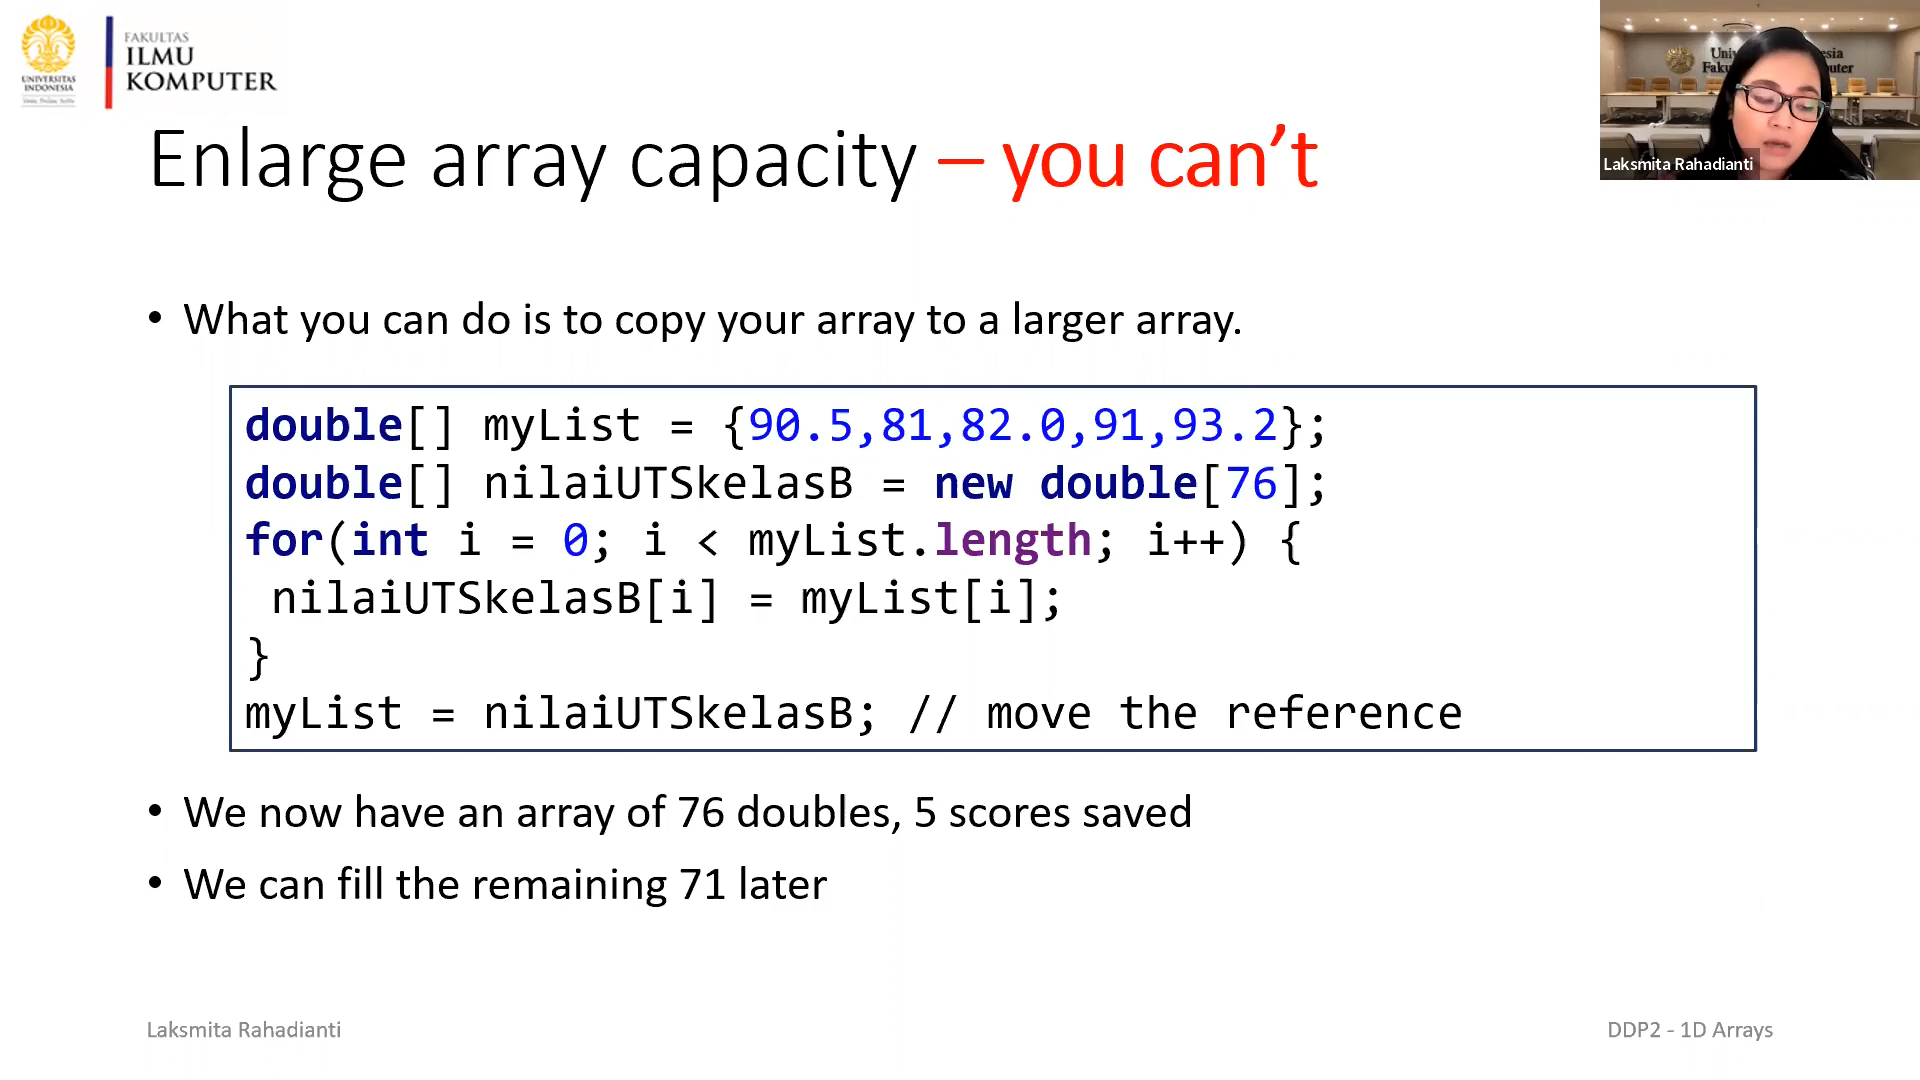 FAKULTAS
ILMU
KOMPUTER
UNIVERSITAS
INDONESIA
Enlarge array capacity – you can’t
Laksmita Rahadianti
• What you can do is to copy your array to a larger array.
double[] myList = {90.5,81,82.0,91,93.2};
double[] nilaiUTSkelasB = new double[76];
for(int i = 0; i < myList.length; i++) {
nilaiUTSkelasB[i] = myList[i];
}
myList = nilaiUTSkelasB; // move the reference
• We now have an array of 76 doubles, 5 scores saved
• We can fill the remaining 71 later
Laksmita Rahadianti
DDP2 - 1D Arrays